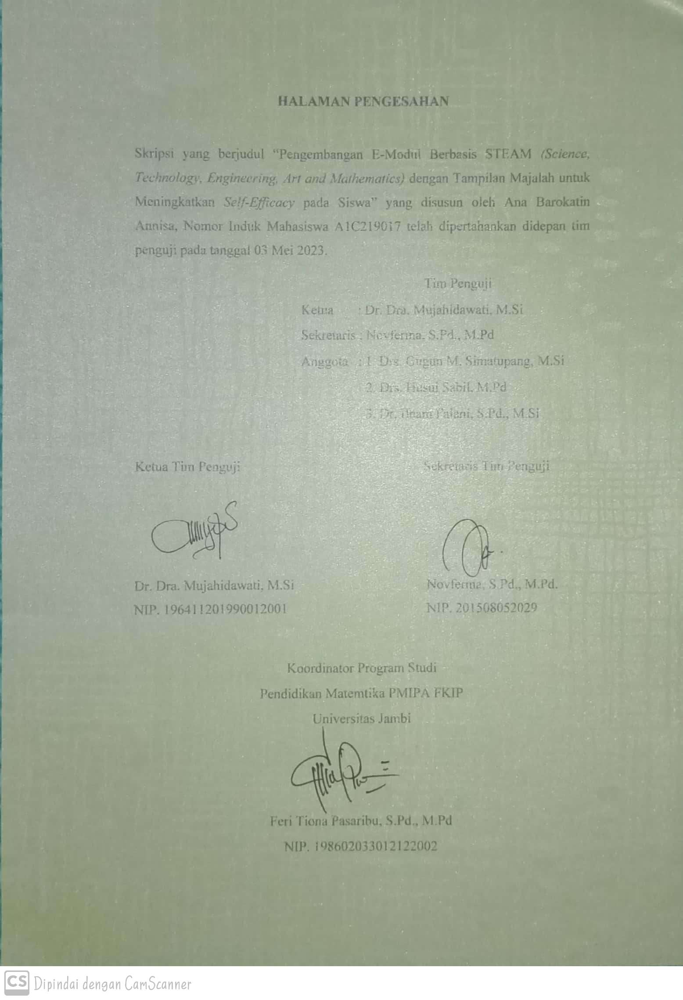 HALAMAN PENGESAHAN
Skripsi yang berjudul “Pengembangan E-Modul Berbasis STEAM (Science,
Technology, Engineering, Art and Mathematics) dengan Tampilan Majalah untuk
Meningkatkan Self-Efficacy pada Siswa” yang disusun oleh Ana Barokatin
Annisa, Nomor Induk Mahasiswa A1C219017 telah dipertahankan didepan tim
penguji pada tanggal 03 Mei 2023.
Tim Penguji
Ketua : Dr. Dra. Mujahidawati, M.Si
Sekretaris : Novferma, S.Pd., M.Pd
Anggota : 1. Drs. Gugun M. Simatupang, M.Si
2. Drs. Husni Sabil, M.Pd
3. Dr. Ilham Falani, S.Pd., M.Si
Ketua Tim Penguji
Sekretaris Tim Penguji
Dr. Dra. Mujahidawati, M.Si
Novferma, S.Pd., M.Pd.
NIP. 196411201990012001
NIP. 201508052029
Koordinator Program Studi
Pendidikan Matemtika PMIPA FKIP
Universitas Jambi
Feri Tiona Pasaribu, S.Pd., M.Pd
NIP. 198602033012122002
CS Dipindai dengan CamScanner